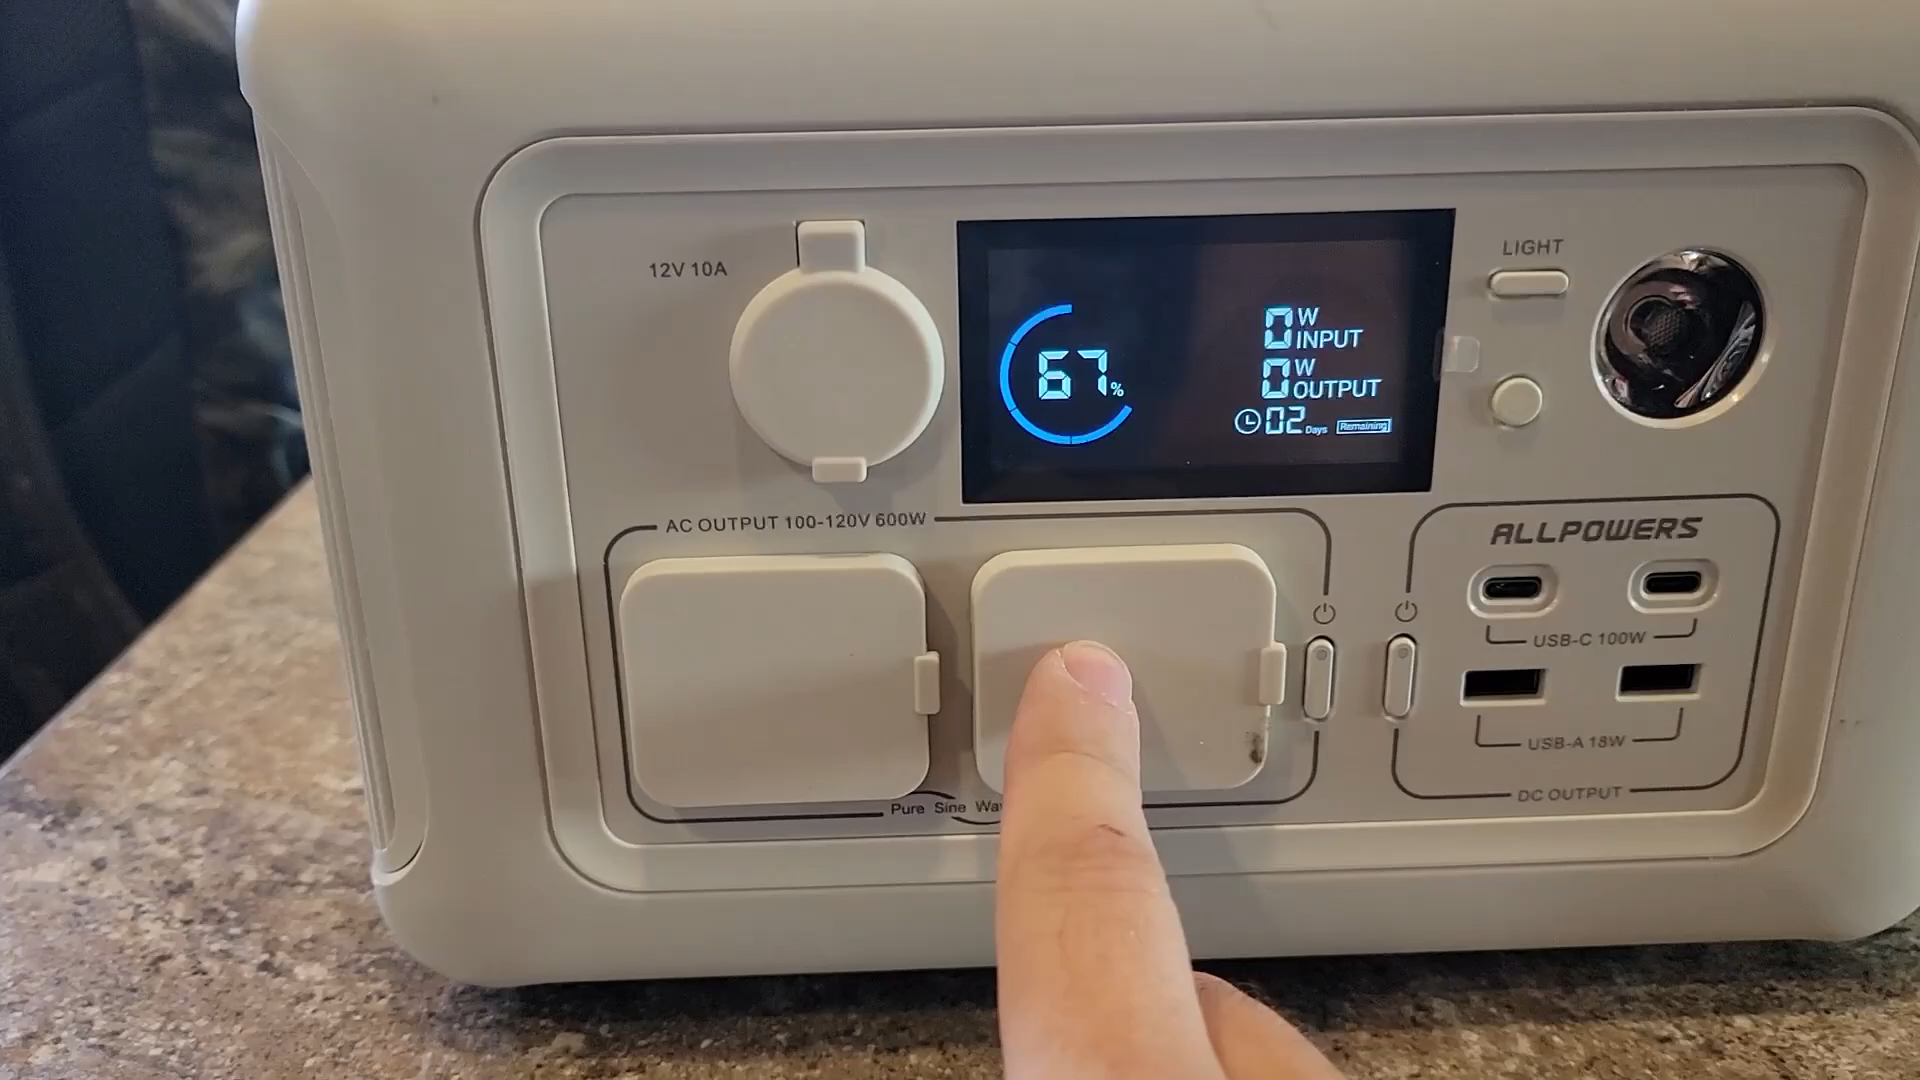 12V 10A
67%
0W INPUT
0W OUTPUT
02 Days Remaining
LIGHT
AC OUTPUT 100-120V 600W
Pure Sine Wa
ALLPOWERS
USB-C 100W
USB-A 18W
DC OUTPUT